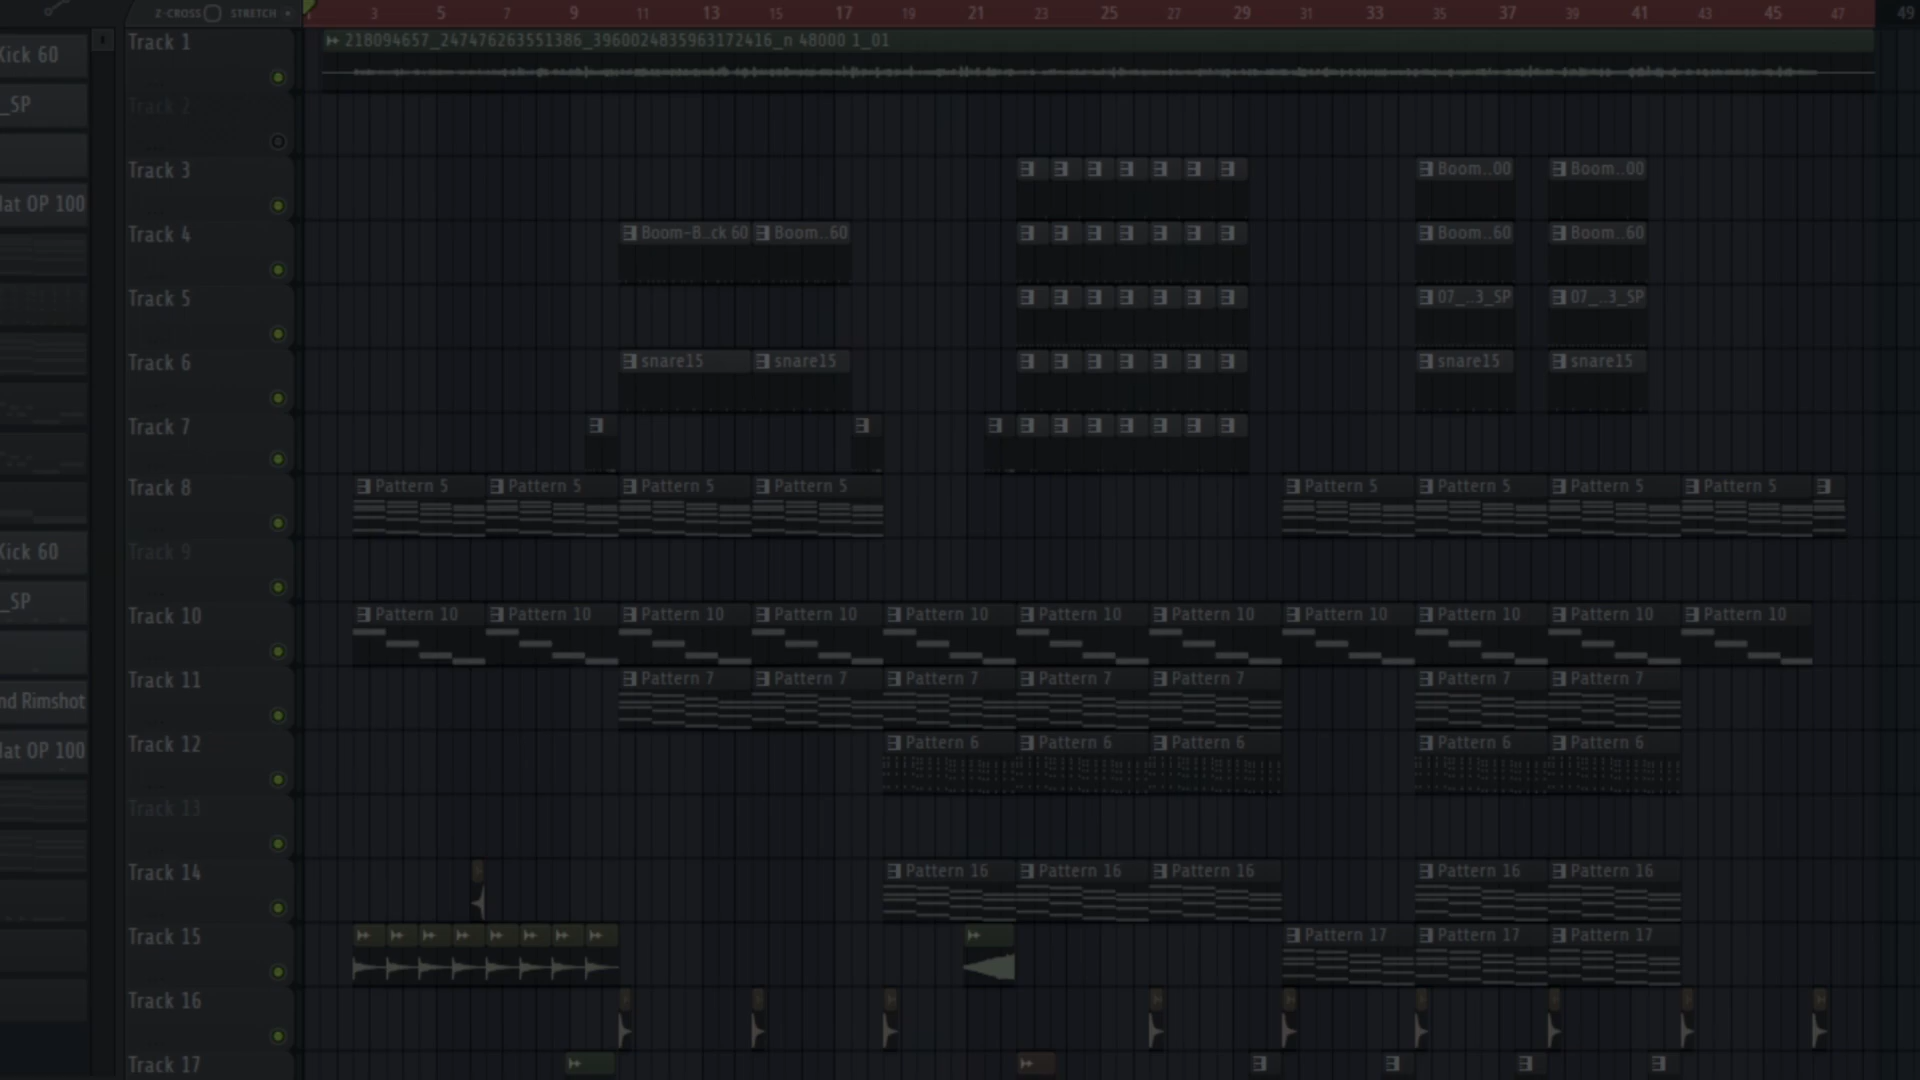 Z-CROSS STRETCH
3 5 7 9 11 13 15 17 19 21 23 25 27 29 31 33 35 37 39 41 43 45 47 49
Kick 60
_SP
Hat OP 100
Kick 60
_SP
nd Rimshot
Hat OP 100
Track 1
218094657_247476263551386_3960024835963172416_n 48000 1_01
Track 2
Track 3
Boom..00 Boom..00
Track 4
Boom-B..ck 60 Boom..60 Boom..60 Boom..60
Track 5
07_..3_SP 07_..3_SP
Track 6
snare15 snare15 snare15 snare15
Track 7
Track 8
Pattern 5 Pattern 5 Pattern 5 Pattern 5 Pattern 5 Pattern 5 Pattern 5 Pattern 5
Track 9
Track 10
Pattern 10 Pattern 10 Pattern 10 Pattern 10 Pattern 10 Pattern 10 Pattern 10 Pattern 10 Pattern 10 Pattern 10 Pattern 10
Track 11
Pattern 7 Pattern 7 Pattern 7 Pattern 7 Pattern 7 Pattern 7 Pattern 7
Track 12
Pattern 6 Pattern 6 Pattern 6 Pattern 6 Pattern 6
Track 13
Track 14
Pattern 16 Pattern 16 Pattern 16 Pattern 16 Pattern 16
Track 15
Pattern 17 Pattern 17 Pattern 17
Track 16
Track 17